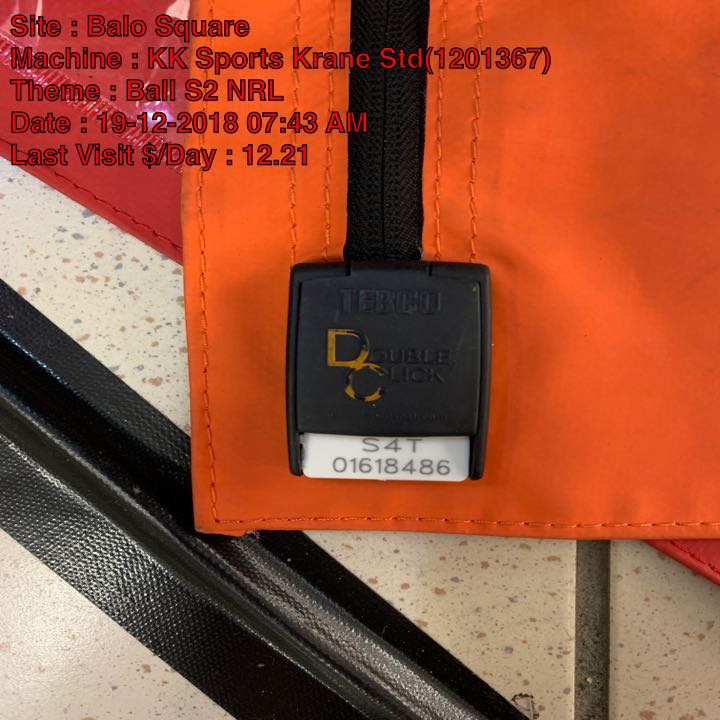 Site : Balo Square
Machine : KK Sports Krane Std(1201367)
Theme : Ball S2 NRL
Date : 19-12-2018 07:43 AM
Last Visit $/Day : 12.21
TEBCO
DOUBLE
CLICK
S4T
01618486